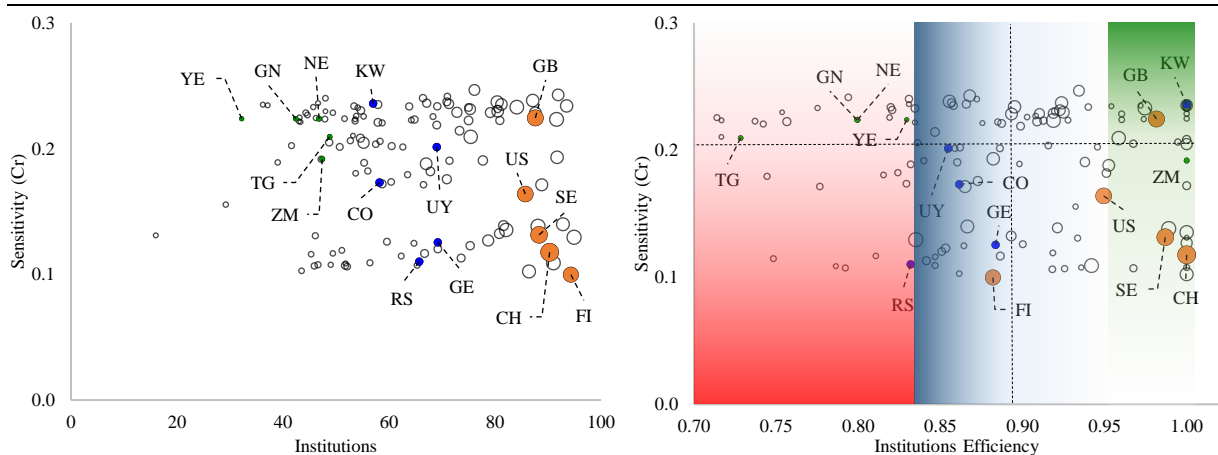 0.3
0.2
0.1
0.0
Sensitivity (Cr)
YE
GN
NE
KW
GB
US
SE
TG
ZM
CO
UY
RS
GE
CH
FI
0
20
40
60
80
100
Institutions
0.3
0.2
0.1
0.0
Sensitivity (Cr)
GN
NE
GB
KW
YE
TG
CO
ZM
UY
GE
US
RS
FI
SE
CH
0.70
0.80
0.85
0.90
0.95
1.00
Institutions Efficiency